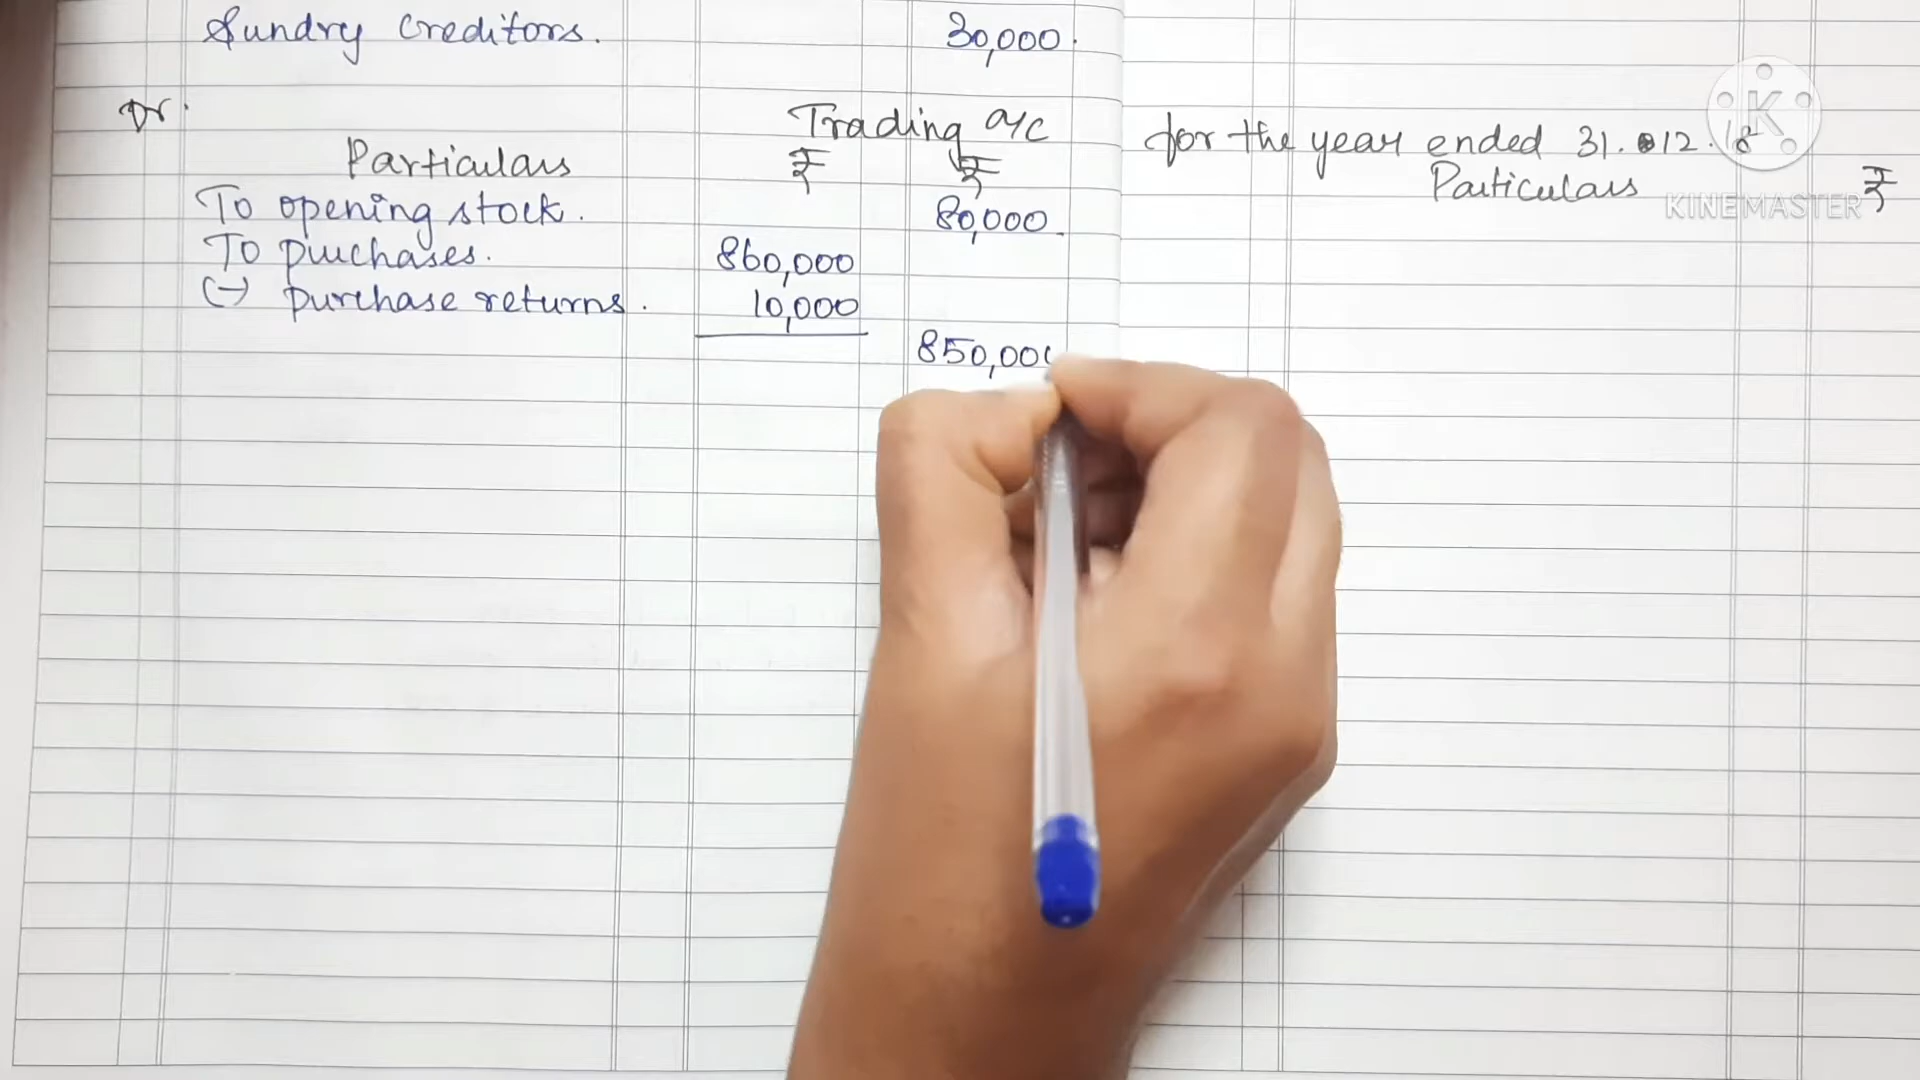 Sundry Creditors. 30,000.
Dr. Trading a/c for the year ended 31.12.18
Particulars ₹ ₹ Particulars ₹
To opening stock. 80,000.
To purchases. 860,000
(-) purchase returns. 10,000
850,000
K
KINEMASTER